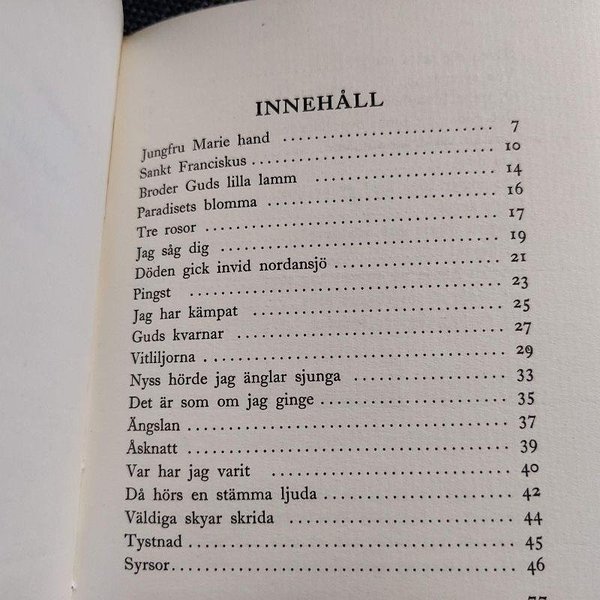 INNEHÅLL
Jungfru Marie hand ........................ 7
Sankt Franciskus ........................ 10
Broder Guds lilla lamm ........................ 14
Paradisets blomma ........................ 16
Tre rosor ........................ 17
Jag såg dig ........................ 19
Döden gick invid nordansjö ........................ 21
Pingst ........................ 23
Jag har kämpat ........................ 25
Guds kvarnar ........................ 27
Vitliljorna ........................ 29
Nyss hörde jag änglar sjunga ........................ 33
Det är som om jag ginge ........................ 35
Ängslan ........................ 37
Åsknatt ........................ 39
Var har jag varit ........................ 40
Då hörs en stämma ljuda ........................ 42
Väldiga skyar skrida ........................ 44
Tystnad ........................ 45
Syrsor ........................ 46